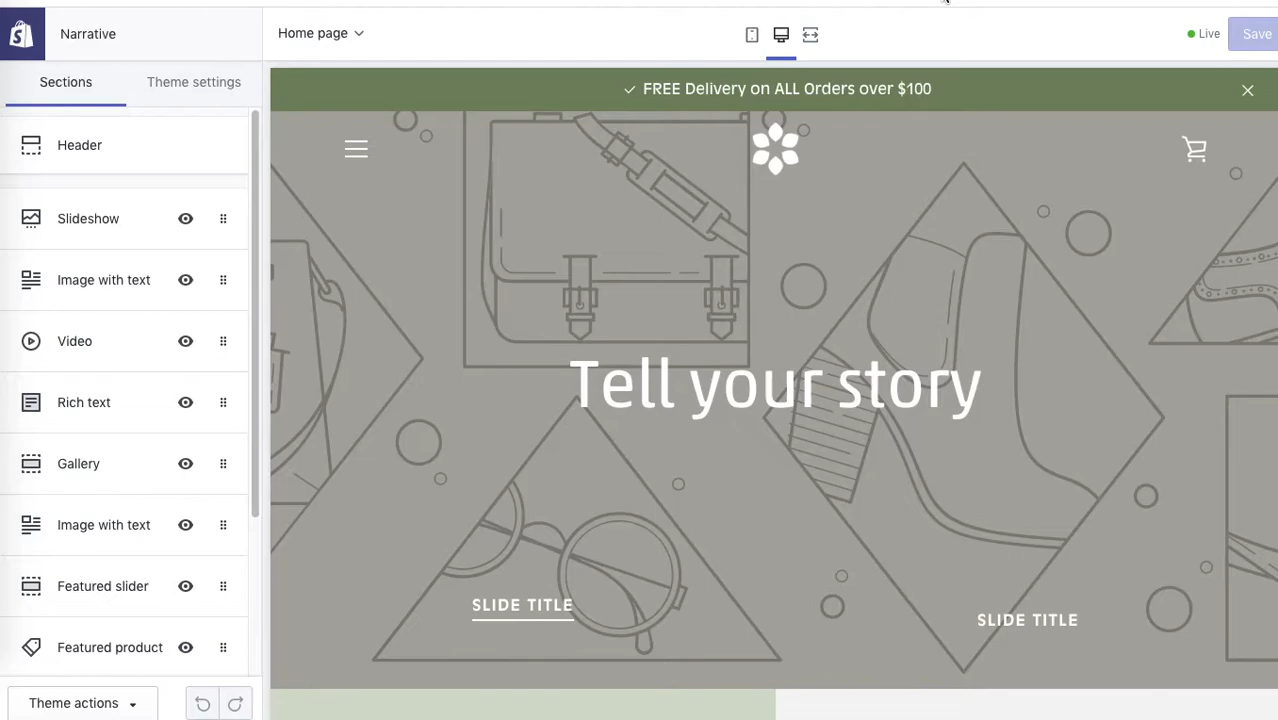 Narrative
Home page
Live
Save
Sections
Theme settings
FREE Delivery on ALL Orders over $100
Header
Slideshow
Image with text
Video
Rich text
Gallery
Image with text
Featured slider
Featured product
Theme actions
Tell your story
SLIDE TITLE
SLIDE TITLE